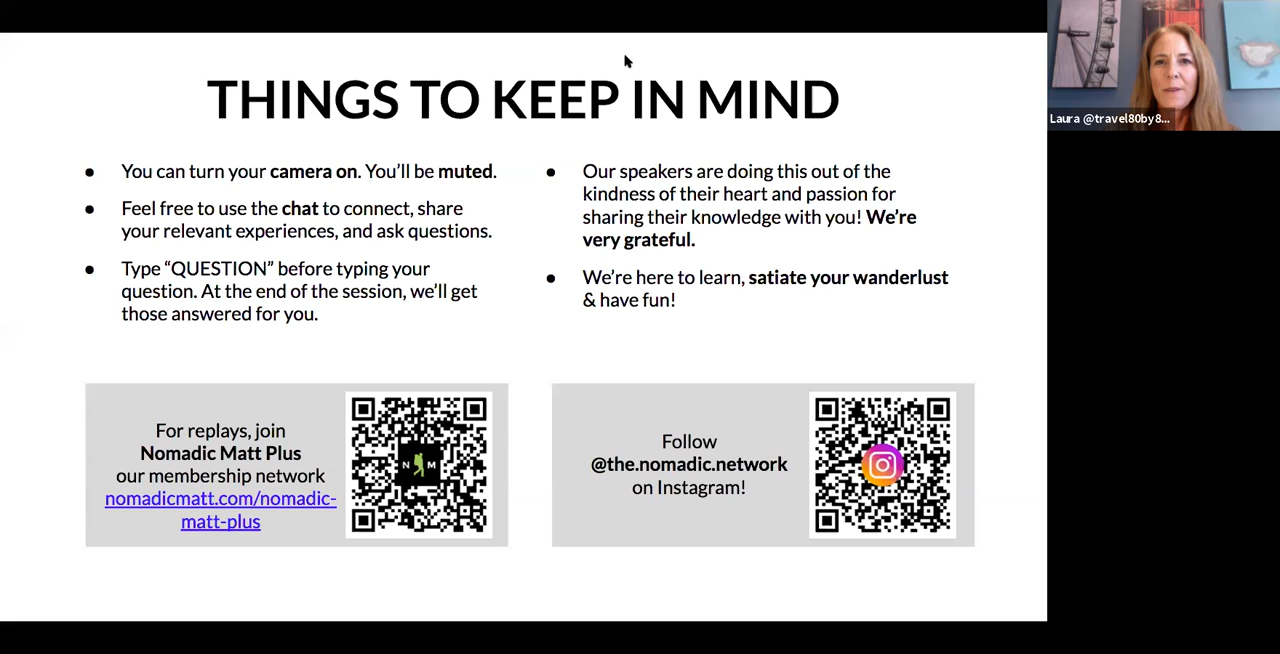 THINGS TO KEEP IN MIND
You can turn your camera on. You’ll be muted.
Feel free to use the chat to connect, share
your relevant experiences, and ask questions.
Type “QUESTION” before typing your
question. At the end of the session, we’ll get
those answered for you.
Our speakers are doing this out of the
kindness of their heart and passion for
sharing their knowledge with you! We’re
very grateful.
We’re here to learn, satiate your wanderlust
& have fun!
For replays, join
Nomadic Matt Plus
our membership network
nomadicmatt.com/nomadic-
matt-plus
N M
Follow
@the.nomadic.network
on Instagram!
Laura @travel80by8...